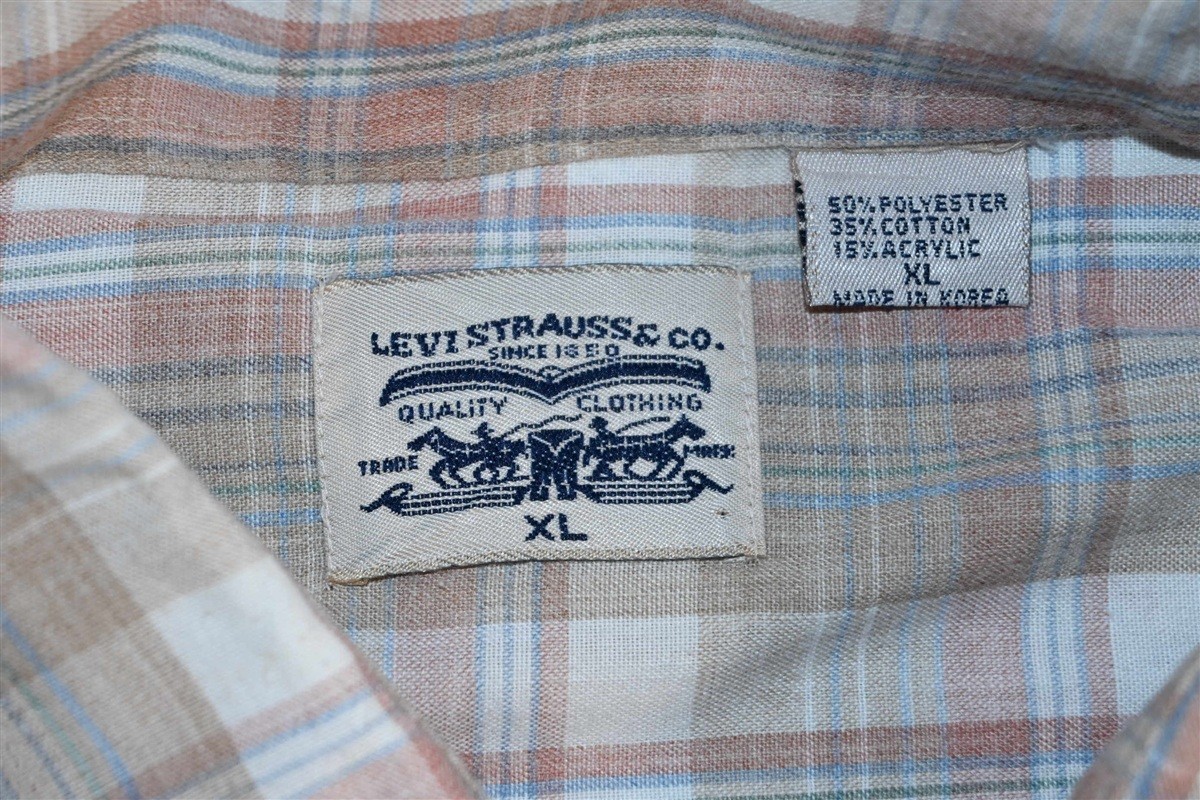 LEVI STRAUSS & CO.
SINCE 1850
QUALITY CLOTHING
TRADE MARK
XL
50% POLYESTER
35% COTTON
15% ACRYLIC
XL
MADE IN KOREA